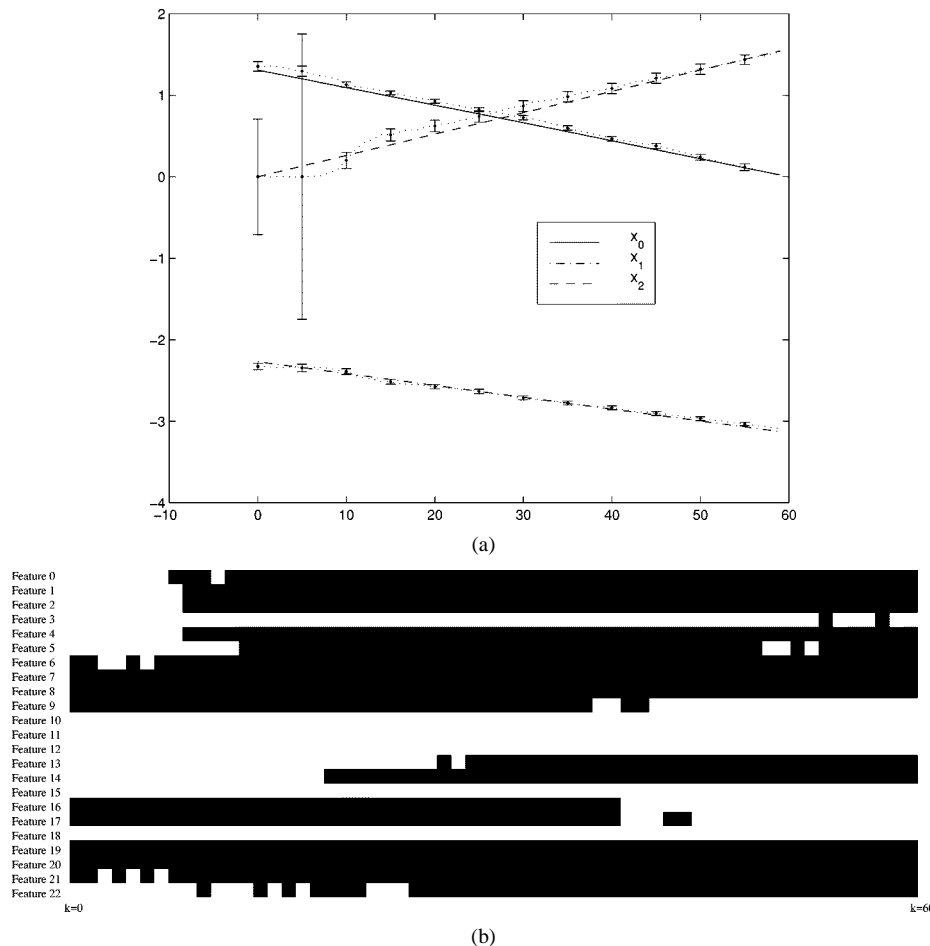 2
1
0
−1
−2
−3
−4
−10
0
10
20
30
40
50
60
X0
X1
X2
(a)
Feature 0
Feature 1
Feature 2
Feature 3
Feature 4
Feature 5
Feature 6
Feature 7
Feature 8
Feature 9
Feature 10
Feature 11
Feature 12
Feature 13
Feature 14
Feature 15
Feature 16
Feature 17
Feature 18
Feature 19
Feature 20
Feature 21
Feature 22
k=0
k=60
(b)